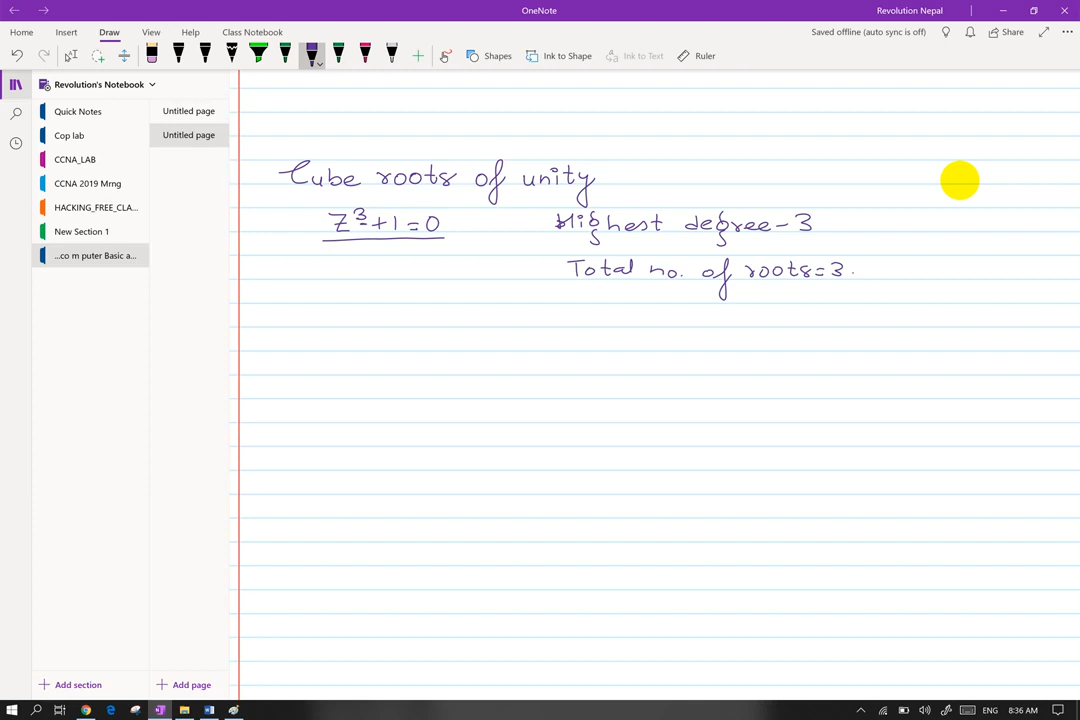 OneNote
Revolution Nepal
Home Insert Draw View Help Class Notebook
Saved offline (auto sync is off)
Share
Shapes Ink to Shape Ink to Text Ruler
Revolution's Notebook
Quick Notes
Cop lab
CCNA_LAB
CCNA 2019 Mrng
HACKING_FREE_CLA...
New Section 1
...co m puter Basic a...
Untitled page
Untitled page
Cube roots of unity
Z³+1=0 Highest degree-3
Total no. of roots=3.
Add section
Add page
ENG 8:36 AM